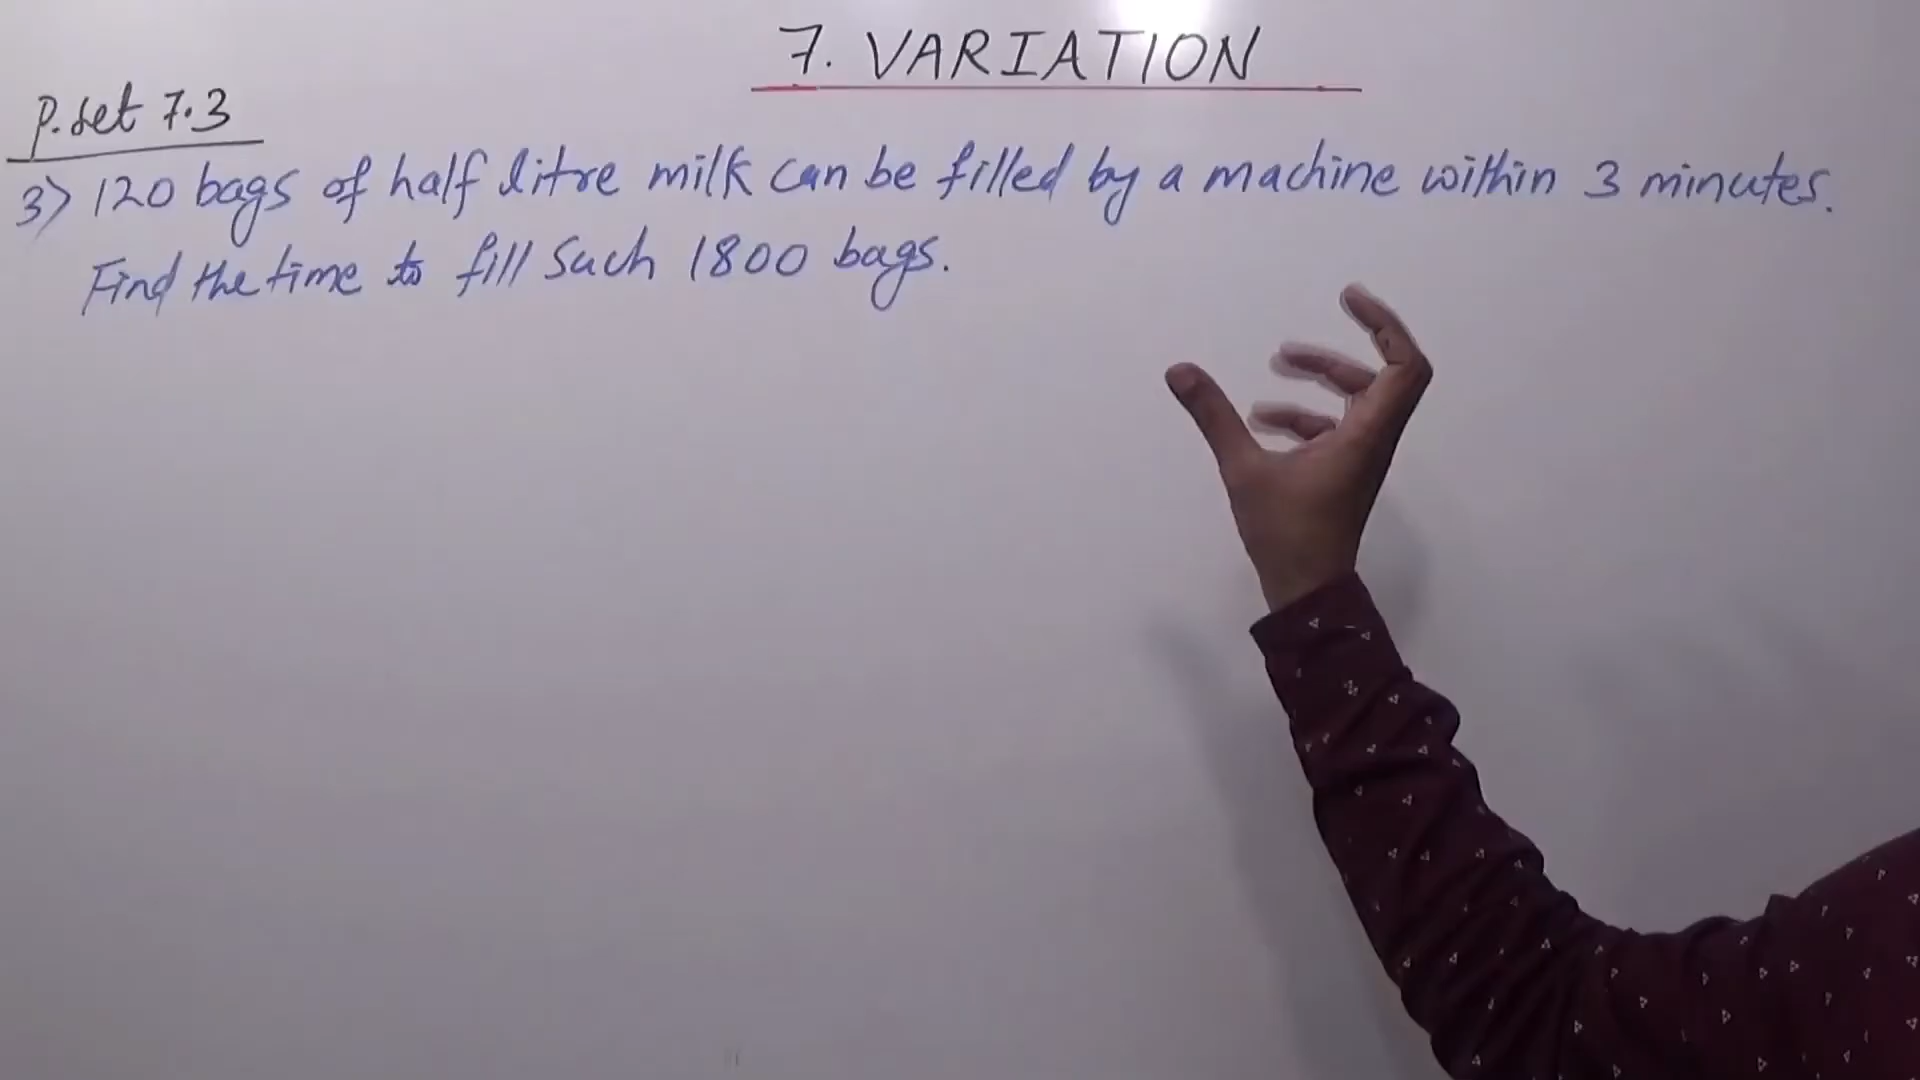 7. VARIATION
P. set 7.3
3) 120 bags of half litre milk can be filled by a machine within 3 minutes.
Find the time to fill such 1800 bags.